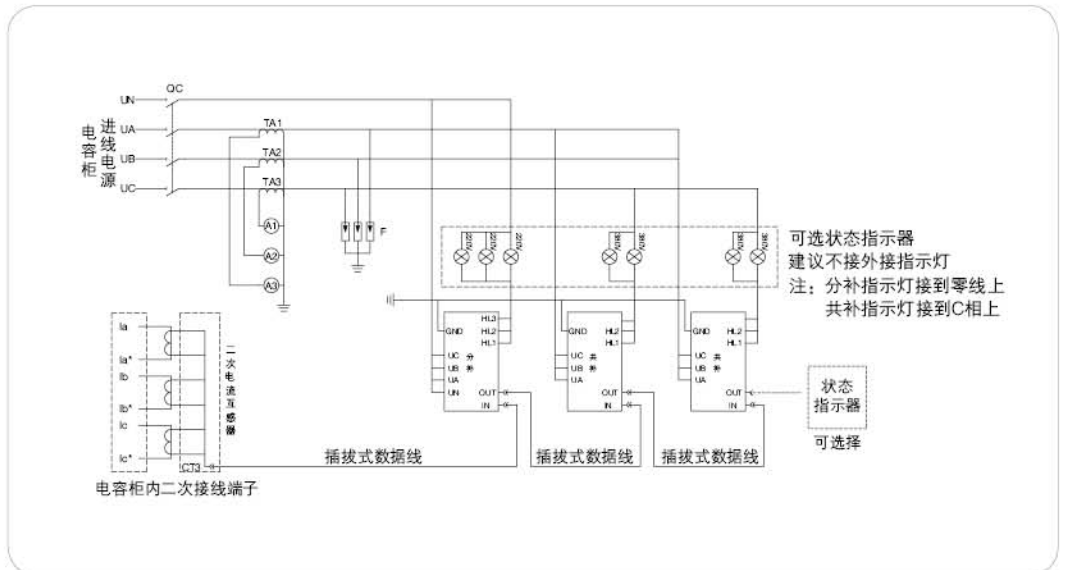 QC
UN
UA
UB
UC
电容柜
进线电源
TA1
TA2
TA3
A1
A2
A3
F
220V
220V
220V
380V
380V
380V
380V
可选状态指示器
建议不接外接指示灯
注：分补指示灯接到零线上
共补指示灯接到C相上
GND
HL3
HL2
HL1
UC
UB
UA
UN
分补
OUT
IN
GND
HL2
HL1
UC
UB
UA
共补
OUT
IN
GND
HL2
HL1
UC
UB
UA
共补
OUT
IN
状态
指示器
可选择
Ia
Ia*
Ib
Ib*
Ic
Ic*
二次电流互感器
CT3
插拔式数据线
插拔式数据线
插拔式数据线
电容柜内二次接线端子